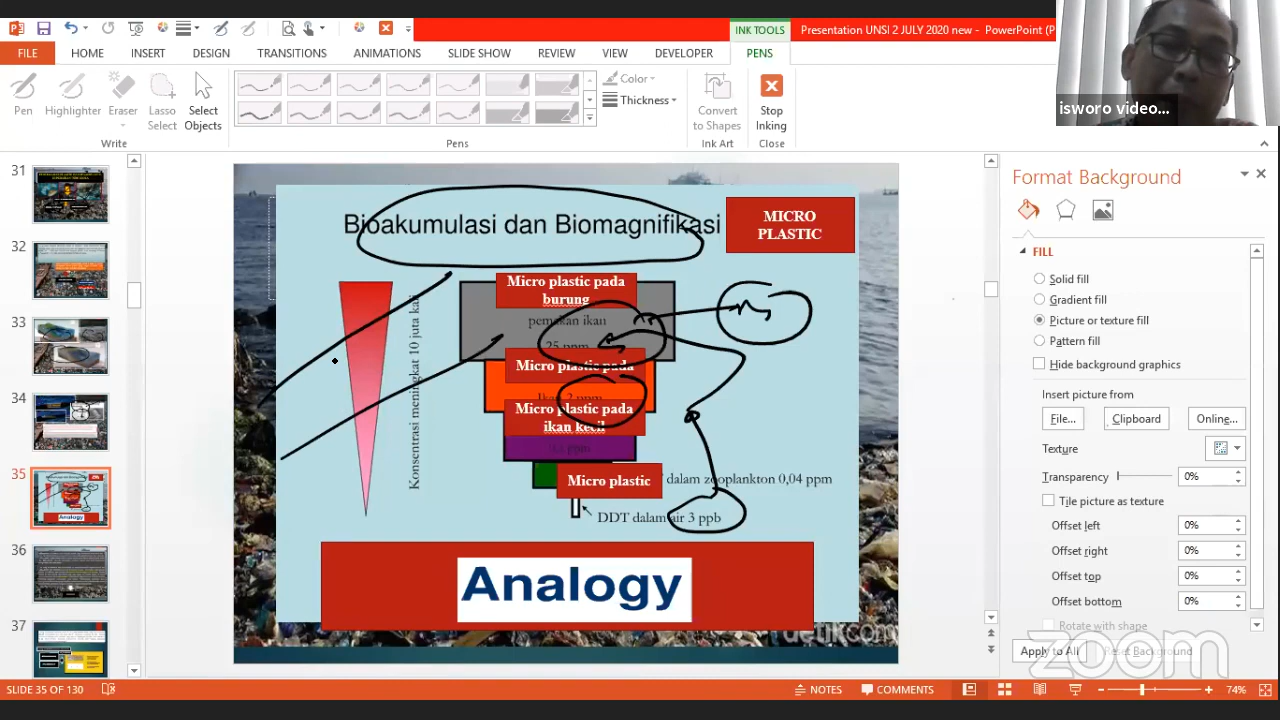 INK TOOLS
Presentation UNSI 2 JULY 2020 new - PowerPoint (P
FILE
HOME
INSERT
DESIGN
TRANSITIONS
ANIMATIONS
SLIDE SHOW
REVIEW
VIEW
DEVELOPER
PENS
Pen
Highlighter
Eraser
Lasso Select
Select Objects
Color
Thickness
Convert to Shapes
Stop Inking
Write
Pens
Ink Art
Close
isworo video...
31
32
33
34
35
36
37
Bioakumulasi dan Biomagnifikasi
MICRO
PLASTIC
Konsentrasi meningkat 10 juta kal
Micro plastic pada
burung
pemakan ikan
25 ppm
Micro plastic pada
Ikan 2 ppm
Micro plastic pada
ikan kecil
ppm
Micro plastic
dalam zooplankton 0,04 ppm
DDT dalam air 3 ppb
Analogy
Format Background
FILL
Solid fill
Gradient fill
Picture or texture fill
Pattern fill
Hide background graphics
Insert picture from
File...
Clipboard
Online...
Texture
Transparency
0%
Tile picture as texture
Offset left
0%
Offset right
0%
Offset top
0%
Offset bottom
0%
Rotate with shape
Apply to All
Reset Background
zoom
SLIDE 35 OF 130
NOTES
COMMENTS
74%